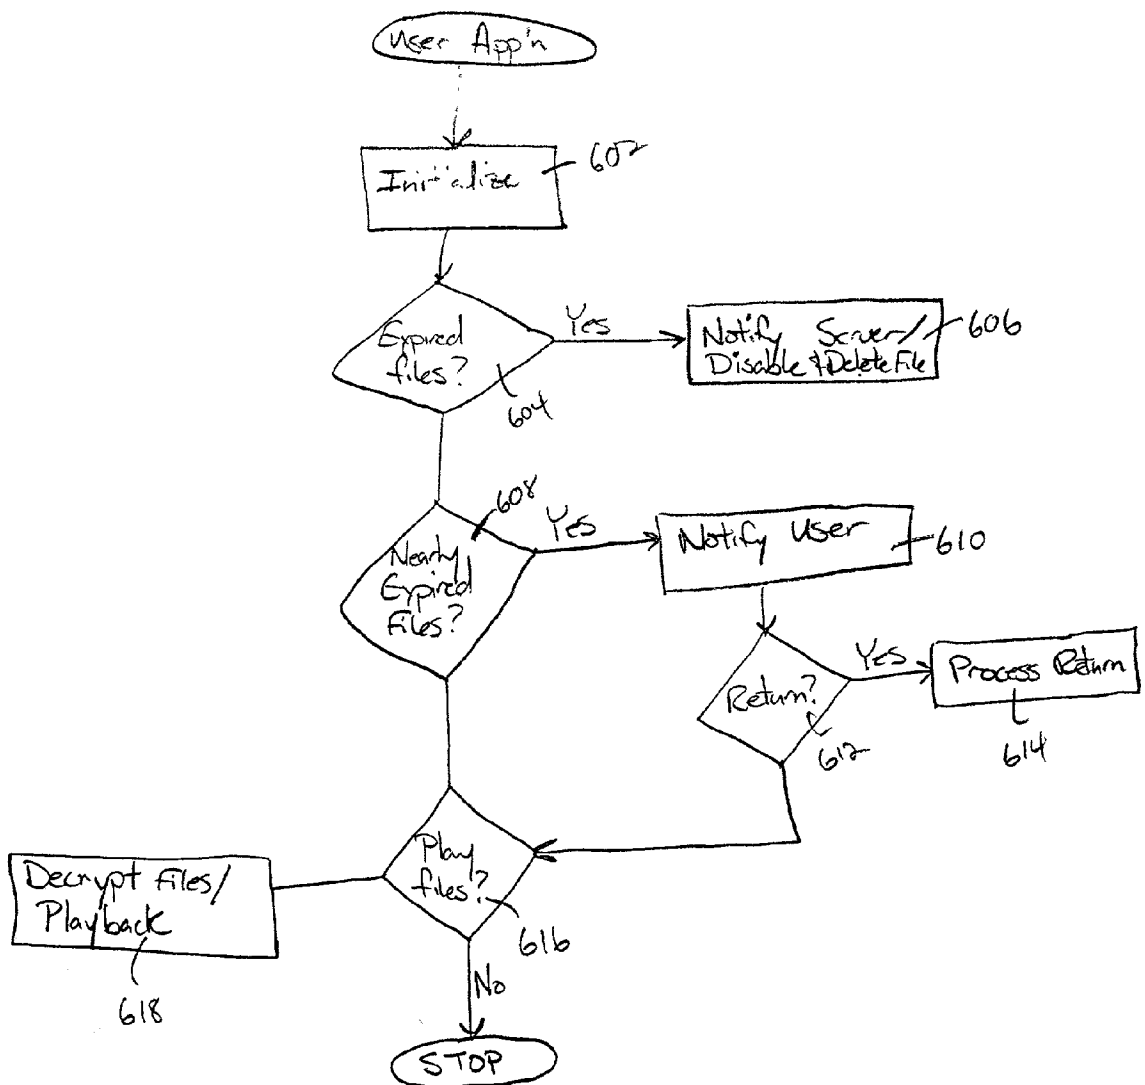 User App'n
Initialize
602
Expired
files?
604
Yes
Notify Server/
Disable & Delete File
606
608
Nearly
Expired
Files?
Yes
Notify User
610
Return?
612
Yes
Process Return
614
Play
files?
616
Decrypt Files/
Playback
618
No
STOP